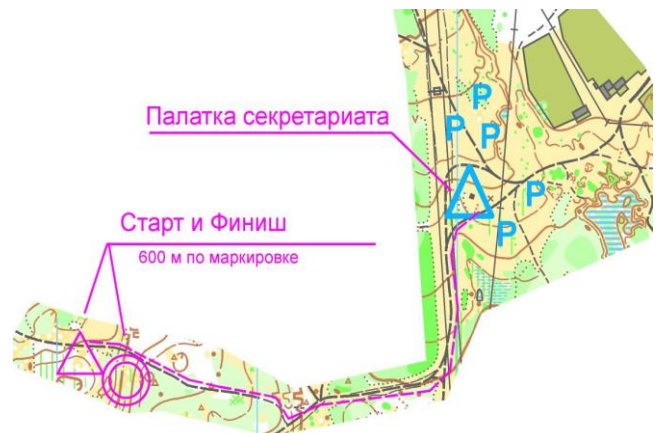 P
P
P
Палатка секретариата
P
P
Старт и Финиш
600 м по маркировке